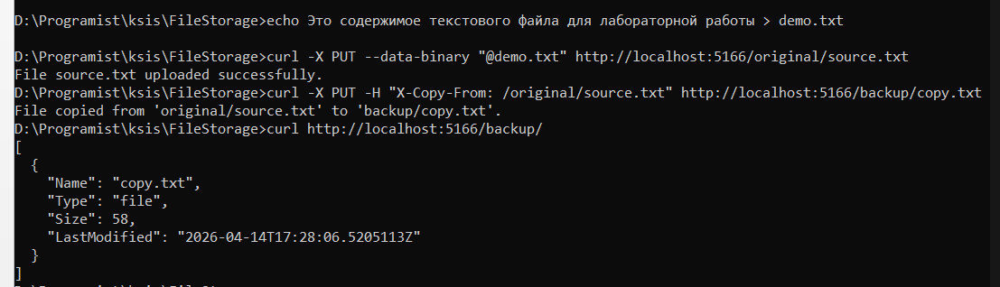 D:\Programist\ksis\FileStorage>echo Это содержимое текстового файла для лабораторной работы > demo.txt
D:\Programist\ksis\FileStorage>curl -X PUT --data-binary "@demo.txt" http://localhost:5166/original/source.txt
File source.txt uploaded successfully.
D:\Programist\ksis\FileStorage>curl -X PUT -H "X-Copy-From: /original/source.txt" http://localhost:5166/backup/copy.txt
File copied from 'original/source.txt' to 'backup/copy.txt'.
D:\Programist\ksis\FileStorage>curl http://localhost:5166/backup/
[
  {
    "Name": "copy.txt",
    "Type": "file",
    "Size": 58,
    "LastModified": "2026-04-14T17:28:06.5205113Z"
  }
]